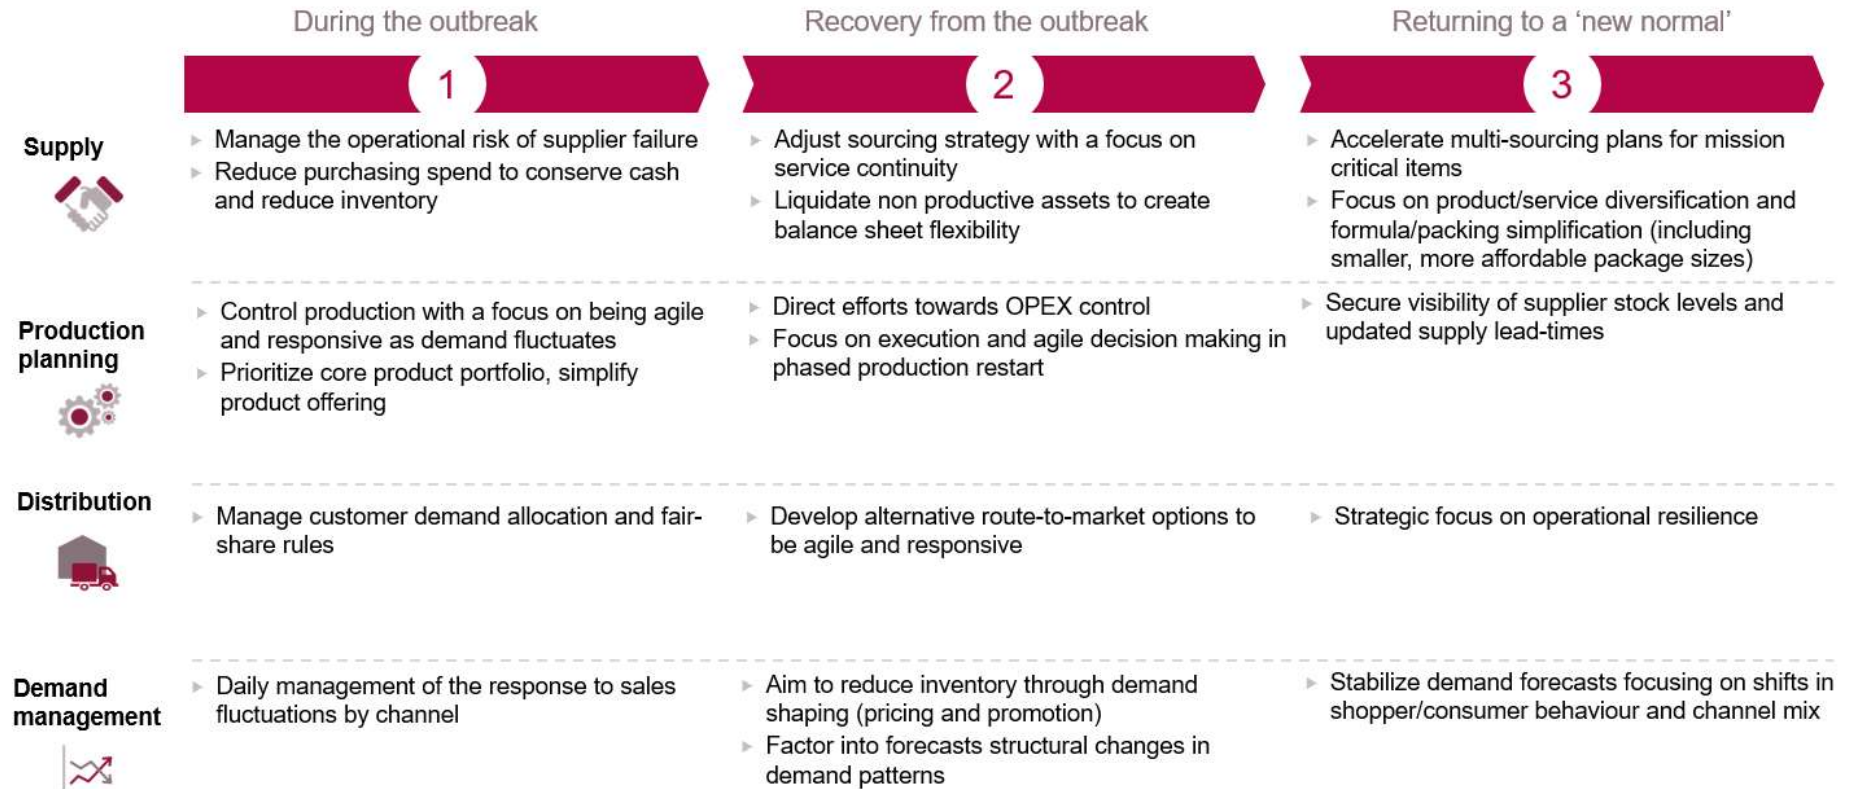 During the outbreak
Recovery from the outbreak
Returning to a ‘new normal’
1
2
3
Supply
Manage the operational risk of supplier failure
Reduce purchasing spend to conserve cash
and reduce inventory
Adjust sourcing strategy with a focus on
service continuity
Liquidate non productive assets to create
balance sheet flexibility
Accelerate multi-sourcing plans for mission
critical items
Focus on product/service diversification and
formula/packing simplification (including
smaller, more affordable package sizes)
Production
planning
Control production with a focus on being agile
and responsive as demand fluctuates
Prioritize core product portfolio, simplify
product offering
Direct efforts towards OPEX control
Focus on execution and agile decision making in
phased production restart
Secure visibility of supplier stock levels and
updated supply lead-times
Distribution
Manage customer demand allocation and fair-
share rules
Develop alternative route-to-market options to
be agile and responsive
Strategic focus on operational resilience
Demand
management
Daily management of the response to sales
fluctuations by channel
Aim to reduce inventory through demand
shaping (pricing and promotion)
Factor into forecasts structural changes in
demand patterns
Stabilize demand forecasts focusing on shifts in
shopper/consumer behaviour and channel mix